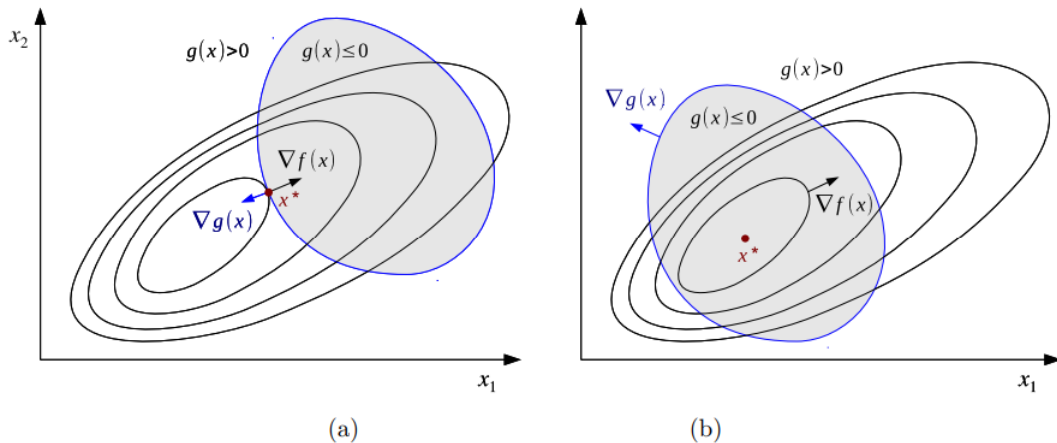 x₂
g(x)>0
g(x)≤0
∇f(x)
x*
∇g(x)
x₁
(a)
g(x)>0
∇g(x)
g(x)≤0
∇f(x)
x*
x₁
(b)